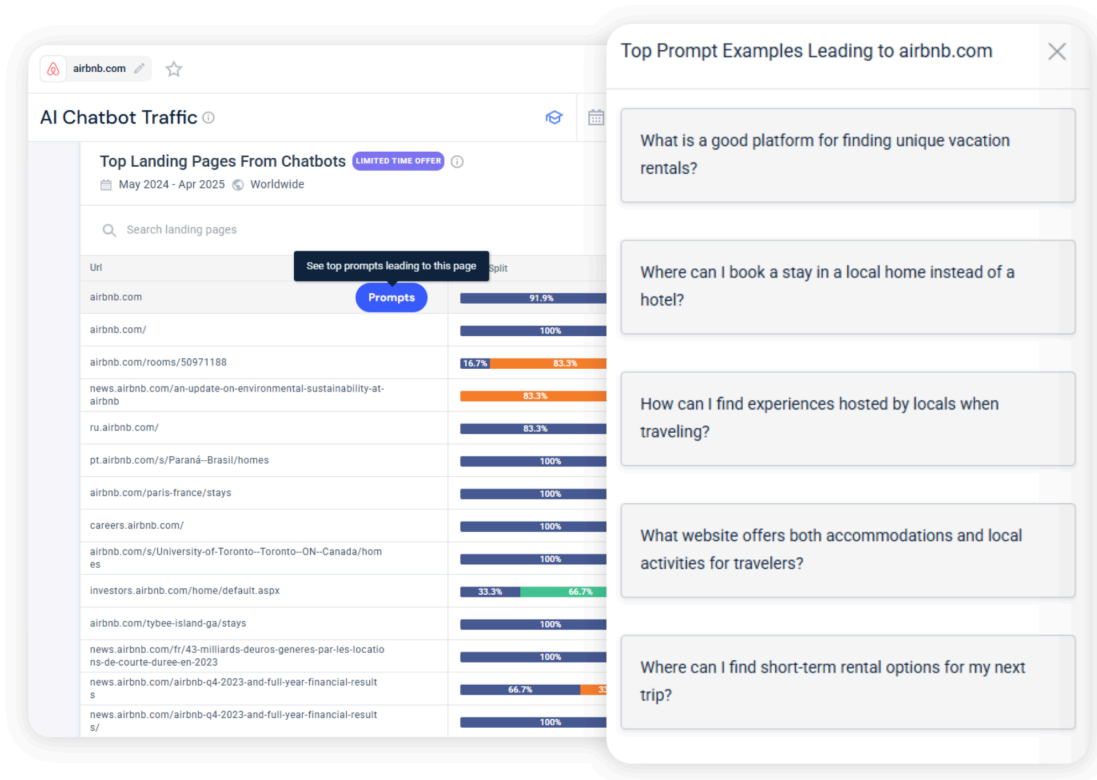 airbnb.com
AI Chatbot Traffic
Top Landing Pages From Chatbots LIMITED TIME OFFER
May 2024 - Apr 2025 Worldwide
Search landing pages
See top prompts leading to this page
Url
Split
airbnb.com
Prompts
91.9%
airbnb.com/
100%
airbnb.com/rooms/50971188
16.7% 83.3%
news.airbnb.com/an-update-on-environmental-sustainability-at-
airbnb
83.3%
ru.airbnb.com/
83.3%
pt.airbnb.com/s/Paraná--Brasil/homes
100%
airbnb.com/paris-france/stays
100%
careers.airbnb.com/
100%
airbnb.com/s/University-of-Toronto--Toronto--ON--Canada/hom
es
100%
investors.airbnb.com/home/default.aspx
33.3% 66.7%
airbnb.com/tybee-island-ga/stays
100%
news.airbnb.com/fr/43-milliards-deuros-generes-par-les-locatio
ns-de-courte-duree-en-2023
100%
news.airbnb.com/airbnb-q4-2023-and-full-year-financial-result
s
66.7%
news.airbnb.com/airbnb-q4-2023-and-full-year-financial-result
s/
100%
Top Prompt Examples Leading to airbnb.com
What is a good platform for finding unique vacation
rentals?
Where can I book a stay in a local home instead of a
hotel?
How can I find experiences hosted by locals when
traveling?
What website offers both accommodations and local
activities for travelers?
Where can I find short-term rental options for my next
trip?